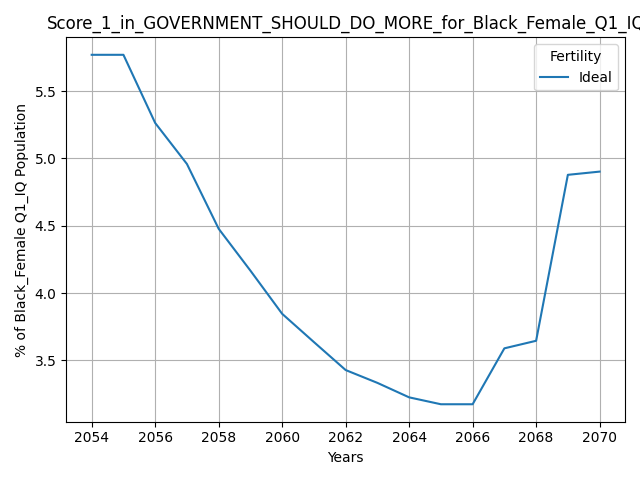 Score_1_in_GOVERNMENT_SHOULD_DO_MORE_for_Black_Female_Q1_IQ
Fertility
Ideal
5.5
5.0
4.5
4.0
3.5
% of Black_Female Q1_IQ Population
2054 2056 2058 2060 2062 2064 2066 2068 2070
Years